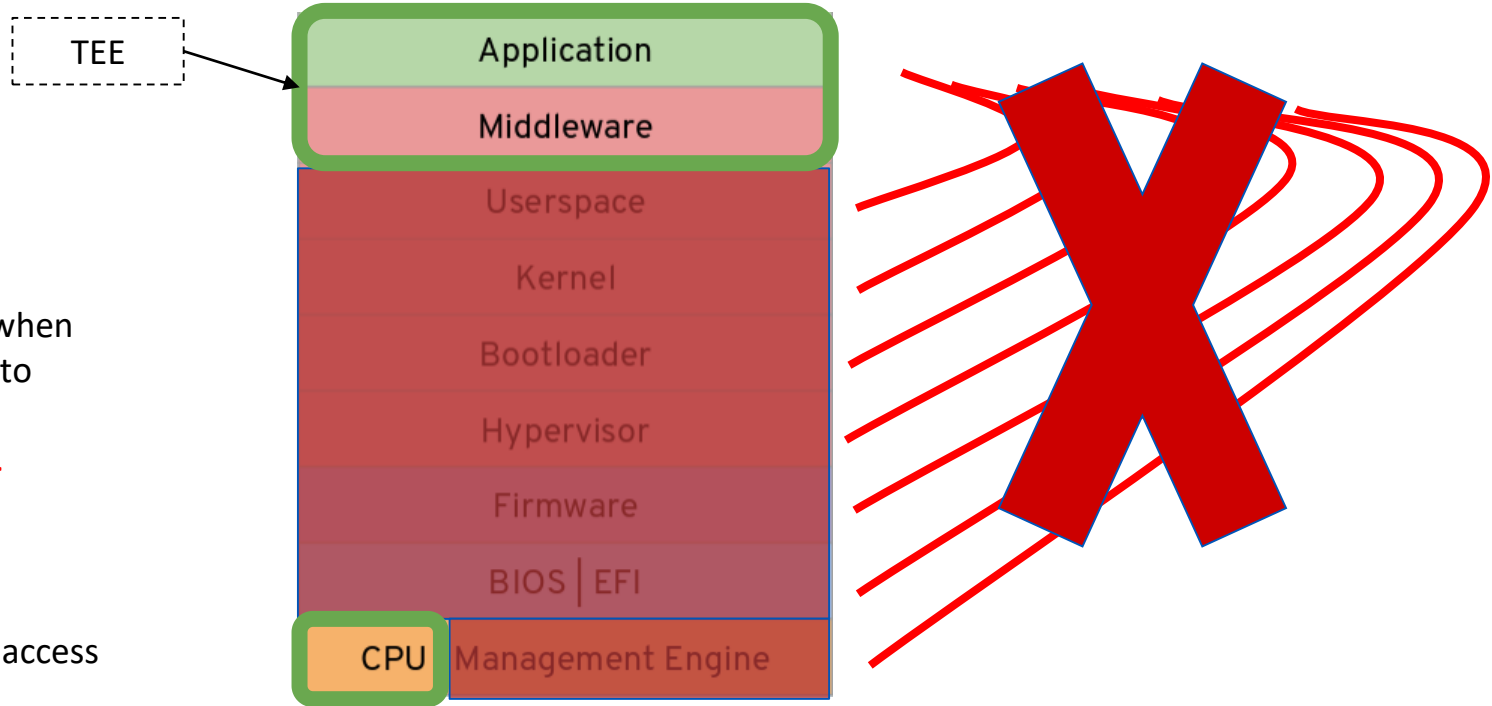 TEE
Application
Middleware
Userspace
Kernel
when
Bootloader
to
Hypervisor
Firmware
BIOS | EFI
access
CPU
Management Engine